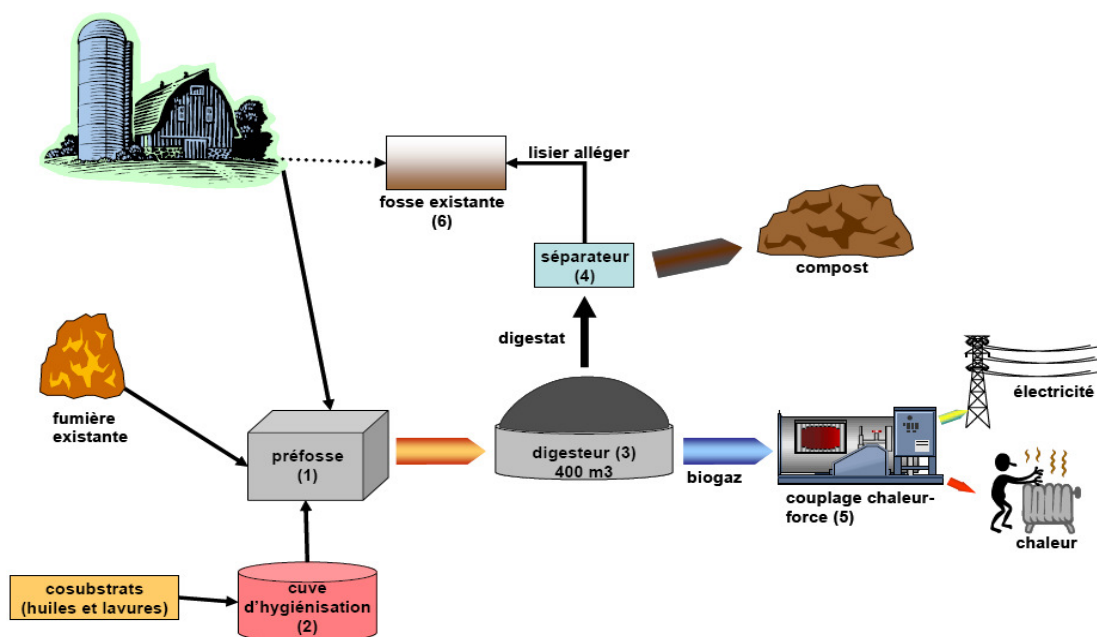 lisier alléger
fosse existante
(6)
séparateur
(4)
compost
digestat
électricité
fumière
existante
préfosse
(1)
digesteur (3)
400 m3
biogaz
couplage chaleur-
force (5)
chaleur
cosubstrats
(huiles et lavures)
cuve
d'hygiénisation
(2)